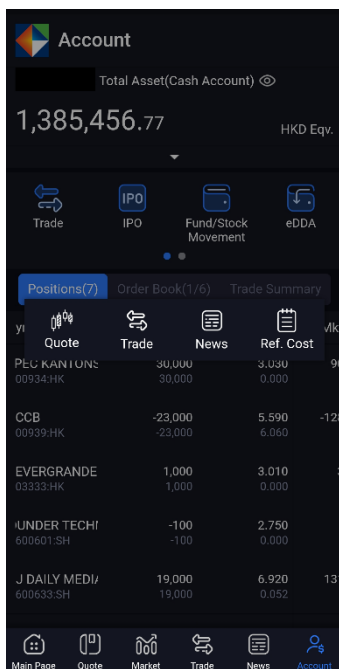 Account
Total Asset(Cash Account)
1,385,456.77
HKD Eqv.
Trade IPO Fund/Stock Movement eDDA
IPO
Positions(7) Order Book(1/6) Trade Summary
Quote Trade News Ref. Cost
PEC KANTONS 30,000 3.030
00934:HK 30,000 0.000
CCB -23,000 5.590
00939:HK -23,000 6.060
EVERGRANDE 1,000 3.010
03333:HK 1,000 0.000
UNDER TECH -100 2.750
600601:SH -100 0.000
J DAILY MEDI 19,000 6.920
600633:SH 19,000 0.052
Main Page Quote Market Trade News Account